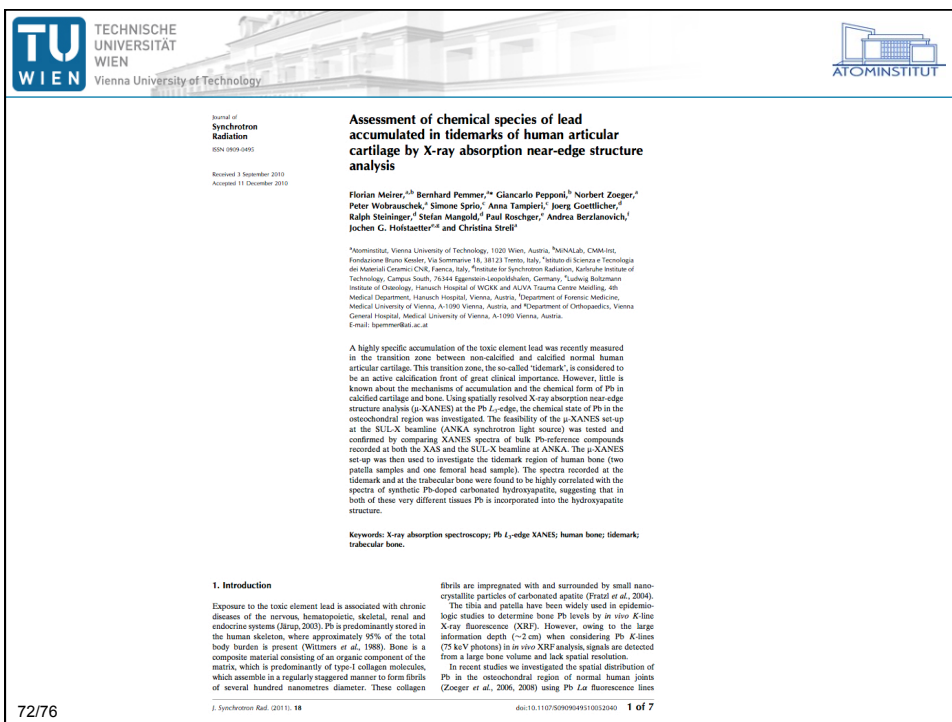 TU
WIEN
TECHNISCHE
UNIVERSITÄT
WIEN
Vienna University of Technology
ATOMINSTITUT
Journal of
Synchrotron
Radiation
ISSN 0909-0495
Received 3 September 2010
Accepted 11 December 2010
Assessment of chemical species of lead
accumulated in tidemarks of human articular
cartilage by X-ray absorption near-edge structure
analysis
Florian Meirer,a,b Bernhard Pemmer,a* Giancarlo Pepponi,b Norbert Zoeger,a
Peter Wobrauschek,a Simone Sprio,c Anna Tampieri,c Joerg Goettlicher,d
Ralph Steininger,d Stefan Mangold,d Paul Roschger,e Andrea Berzlanovich,f
Jochen G. Hofstaettere,g and Christina Strelia
aAtominstitut, Vienna University of Technology, 1020 Wien, Austria, bMiNALab, CMM-Irst,
Fondazione Bruno Kessler, Via Sommarive 18, 38123 Trento, Italy, cIstituto di Scienza e Tecnologia
dei Materiali Ceramici CNR, Faenca, Italy, dInstitute for Synchrotron Radiation, Karlsruhe Institute of
Technology, Campus South, 76344 Eggenstein-Leopoldshafen, Germany, eLudwig Boltzmann
Institute of Osteology, Hanusch Hospital of WGKK and AUVA Trauma Centre Meidling, 4th
Medical Department, Hanusch Hospital, Vienna, Austria, fDepartment of Forensic Medicine,
Medical University of Vienna, A-1090 Vienna, Austria, and gDepartment of Orthopaedics, Vienna
General Hospital, Medical University of Vienna, A-1090 Vienna, Austria.
E-mail: bpemmer@ati.ac.at
A highly specific accumulation of the toxic element lead was recently measured
in the transition zone between non-calcified and calcified normal human
articular cartilage. This transition zone, the so-called 'tidemark', is considered to
be an active calcification front of great clinical importance. However, little is
known about the mechanisms of accumulation and the chemical form of Pb in
calcified cartilage and bone. Using spatially resolved X-ray absorption near-edge
structure analysis (μ-XANES) at the Pb L3-edge, the chemical state of Pb in the
osteochondral region was investigated. The feasibility of the μ-XANES set-up
at the SUL-X beamline (ANKA synchrotron light source) was tested and
confirmed by comparing XANES spectra of bulk Pb-reference compounds
recorded at both the XAS and the SUL-X beamline at ANKA. The μ-XANES
set-up was then used to investigate the tidemark region of human bone (two
patella samples and one femoral head sample). The spectra recorded at the
tidemark and at the trabecular bone were found to be highly correlated with the
spectra of synthetic Pb-doped carbonated hydroxyapatite, suggesting that in
both of these very different tissues Pb is incorporated into the hydroxyapatite
structure.
Keywords: X-ray absorption spectroscopy; Pb L3-edge XANES; human bone; tidemark;
trabecular bone.
1. Introduction
Exposure to the toxic element lead is associated with chronic
diseases of the nervous, hematopoietic, skeletal, renal and
endocrine systems (Järup, 2003). Pb is predominantly stored in
the human skeleton, where approximately 95% of the total
body burden is present (Wittmers et al., 1988). Bone is a
composite material consisting of an organic component of the
matrix, which is predominantly of type-I collagen molecules,
which assemble in a regularly staggered manner to form fibrils
of several hundred nanometres diameter. These collagen
fibrils are impregnated with and surrounded by small nano-
crystallite particles of carbonated apatite (Fratzl et al., 2004).
The tibia and patella have been widely used in epidemio-
logic studies to determine bone Pb levels by in vivo K-line
X-ray fluorescence (XRF). However, owing to the large
information depth (~2 cm) when considering Pb K-lines
(75 keV photons) in in vivo XRF analysis, signals are detected
from a large bone volume and lack spatial resolution.
In recent studies we investigated the spatial distribution of
Pb in the osteochondral region of normal human joints
(Zoeger et al., 2006, 2008) using Pb Lα fluorescence lines
J. Synchrotron Rad. (2011). 18
doi:10.1107/S0909049510052040 1 of 7
72/76